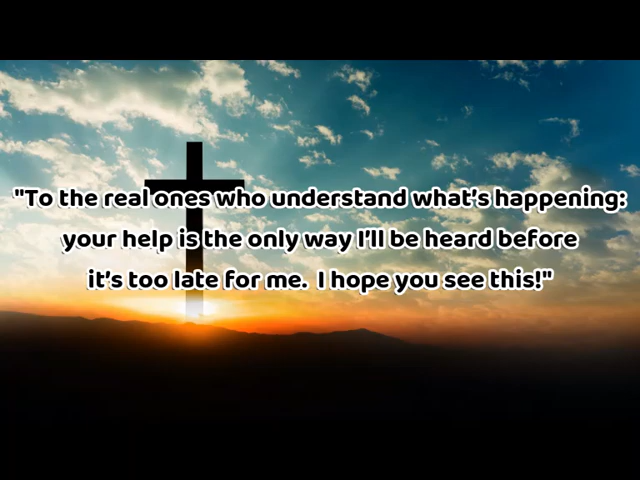 "To the real ones who understand what's happening:
your help is the only way I'll be heard before
it's too late for me.  I hope you see this!"